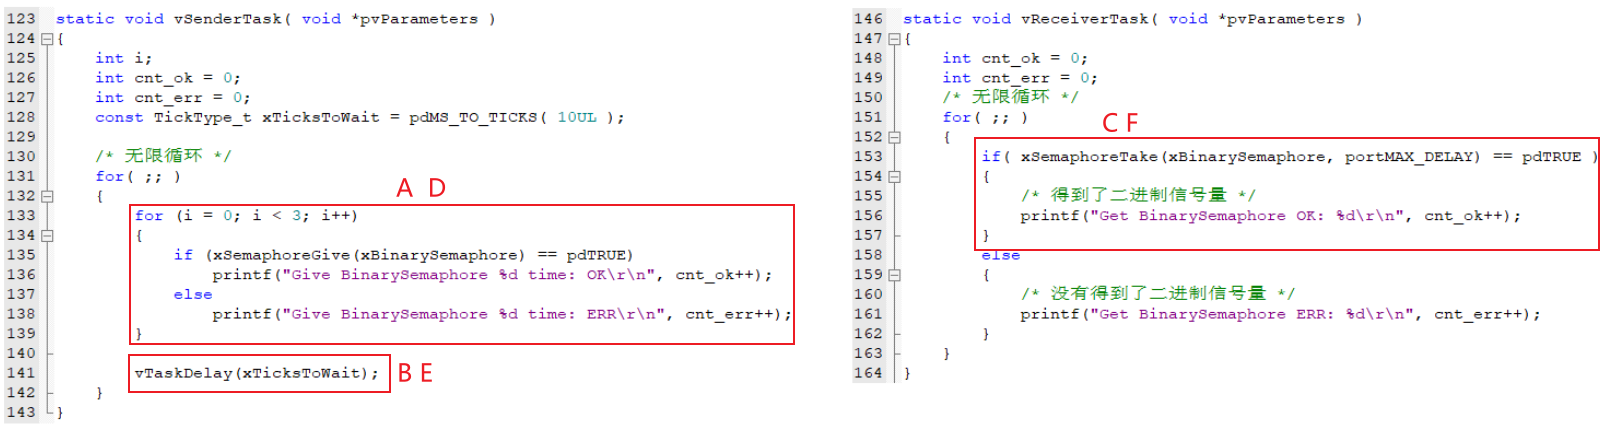 123 static void vSenderTask( void *pvParameters )
124 {
125 int i;
126 int cnt_ok = 0;
127 int cnt_err = 0;
128 const TickType_t xTicksToWait = pdMS_TO_TICKS( 10UL );
129
130 /* 无限循环 */
131 for( ;; )
A D
132 {
133 for (i = 0; i < 3; i++)
134 {
135 if (xSemaphoreGive(xBinarySemaphore) == pdTRUE)
136 printf("Give BinarySemaphore %d time: OK\r\n", cnt_ok++);
137 else
138 printf("Give BinarySemaphore %d time: ERR\r\n", cnt_err++);
139 }
140
141 vTaskDelay(xTicksToWait); B E
142 }
143 }
146 static void vReceiverTask( void *pvParameters )
147 {
148 int cnt_ok = 0;
149 int cnt_err = 0;
150 /* 无限循环 */
151 for( ;; )
C F
152 {
153 if( xSemaphoreTake(xBinarySemaphore, portMAX_DELAY) == pdTRUE )
154 {
155 /* 得到了二进制信号量 */
156 printf("Get BinarySemaphore OK: %d\r\n", cnt_ok++);
157 }
158 else
159 {
160 /* 没有得到了二进制信号量 */
161 printf("Get BinarySemaphore ERR: %d\r\n", cnt_err++);
162 }
163 }
164 }